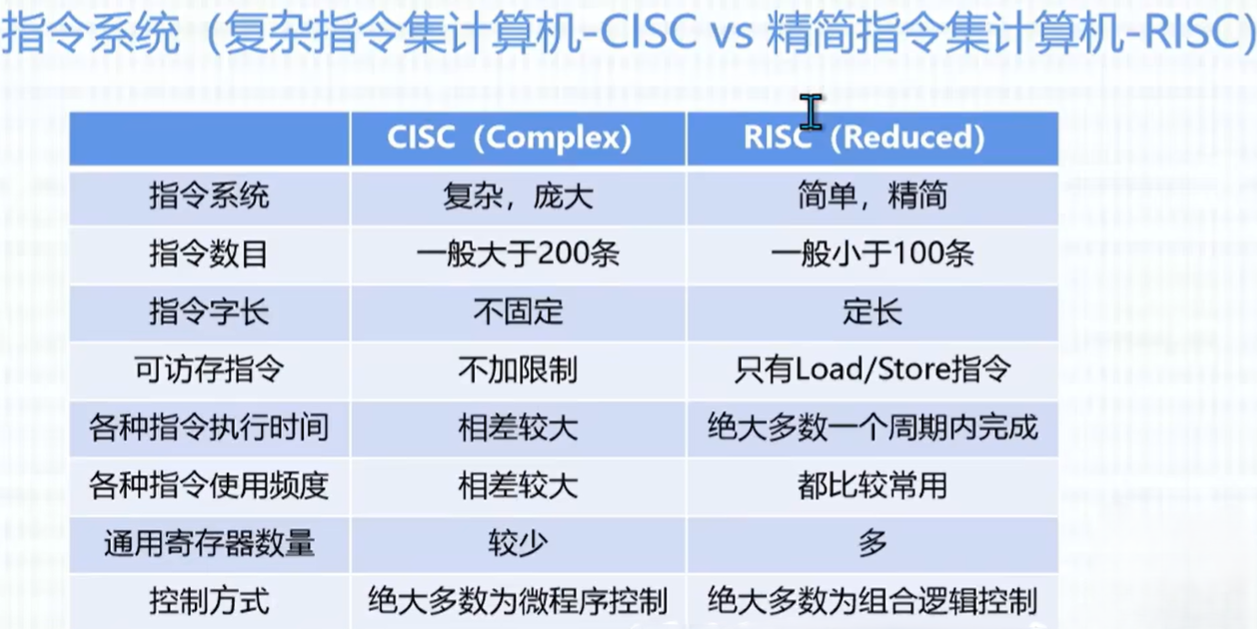 指令系统（复杂指令集计算机-CISC vs 精简指令集计算机-RISC）
CISC（Complex） RISC（Reduced）
指令系统 复杂，庞大 简单，精简
指令数目 一般大于200条 一般小于100条
指令字长 不固定 定长
可访存指令 不加限制 只有Load/Store指令
各种指令执行时间 相差较大 绝大多数一个周期内完成
各种指令使用频度 相差较大 都比较常用
通用寄存器数量 较少 多
控制方式 绝大多数为微程序控制 绝大多数为组合逻辑控制